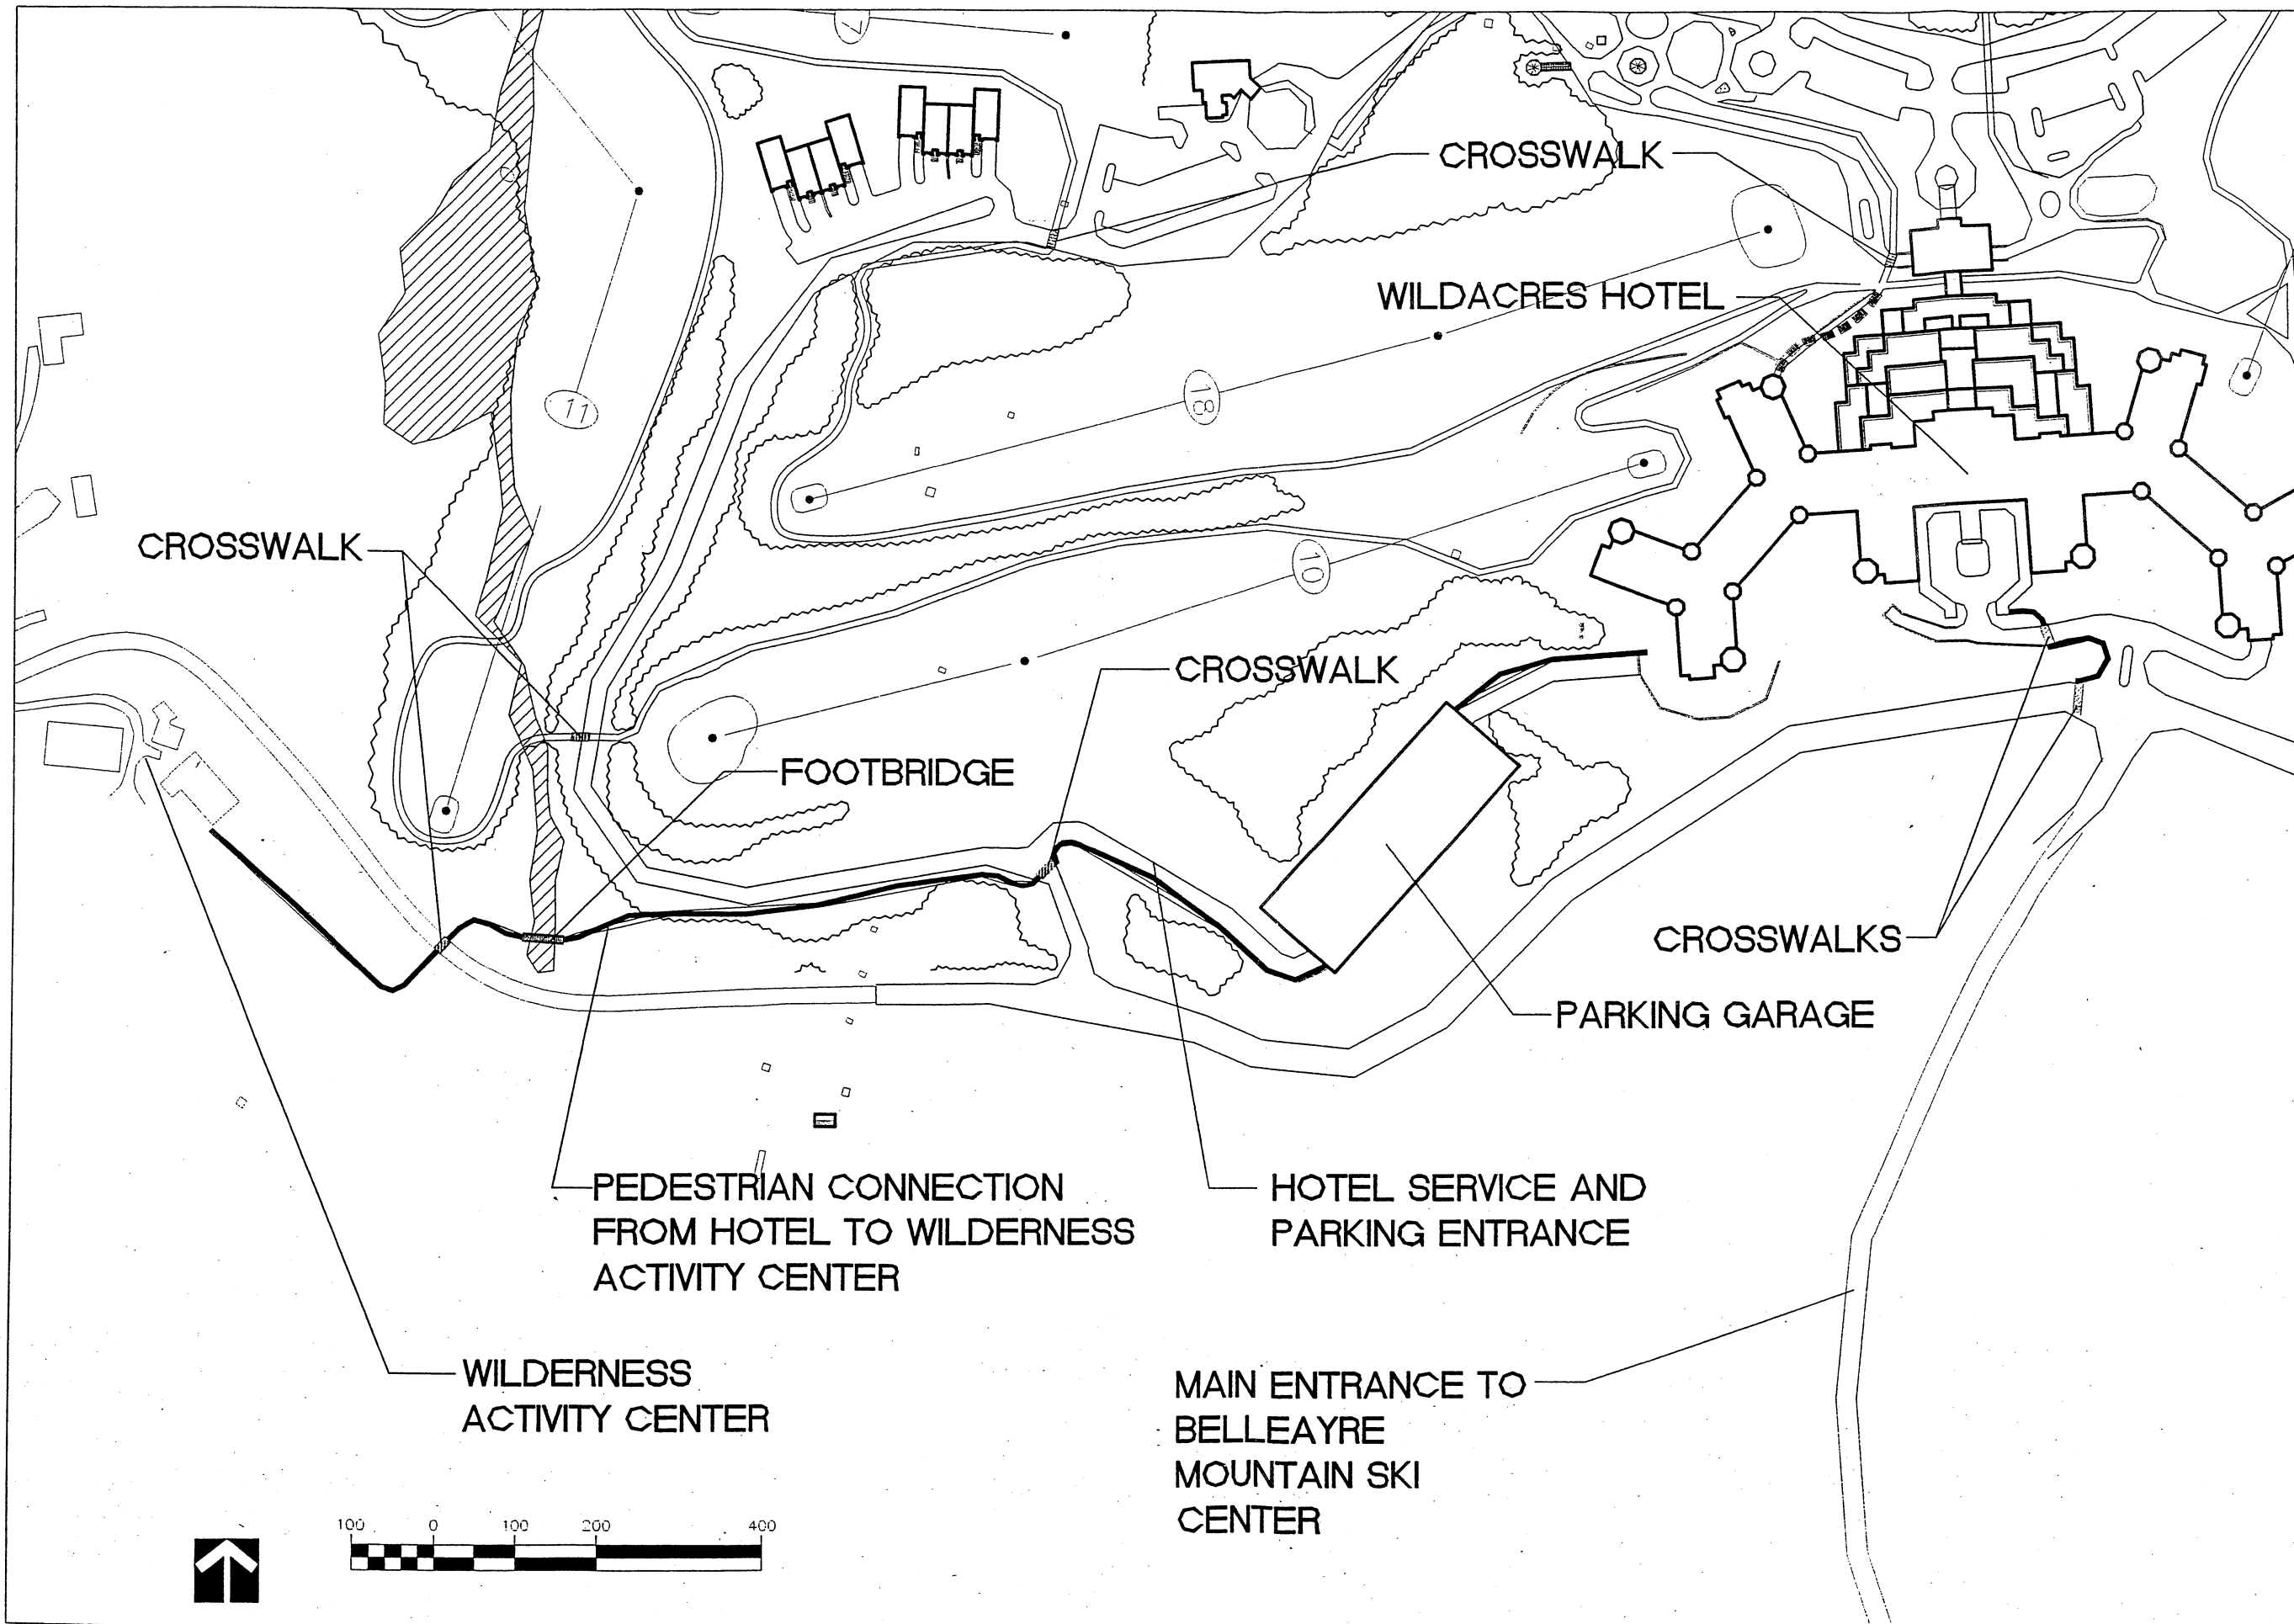 7
CROSSWALK
WILDACRES HOTEL
11
18
CROSSWALK
10
CROSSWALK
FOOTBRIDGE
CROSSWALKS
PARKING GARAGE
PEDESTRIAN CONNECTION
FROM HOTEL TO WILDERNESS
ACTIVITY CENTER
HOTEL SERVICE AND
PARKING ENTRANCE
WILDERNESS
ACTIVITY CENTER
MAIN ENTRANCE TO
BELLEAYRE
MOUNTAIN SKI
CENTER
100 0 100 200 400